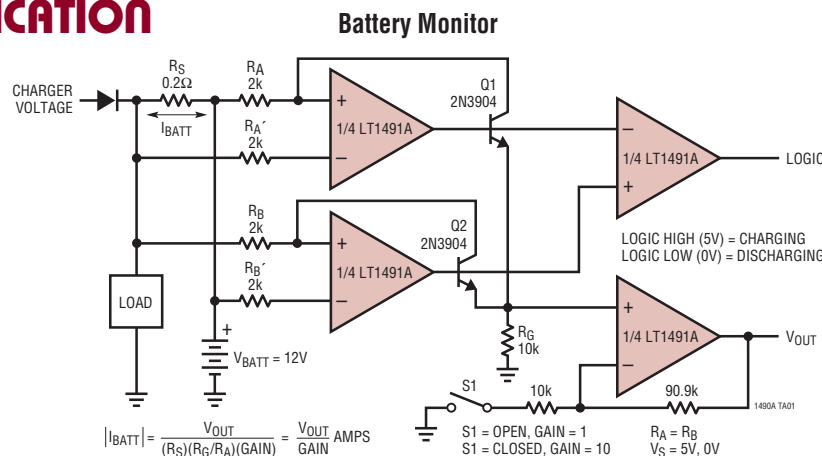 ICATION
Battery Monitor
CHARGER
VOLTAGE
RS
0.2Ω
IBATT
RA
2k
RA´
2k
+
–
1/4 LT1491A
Q1
2N3904
–
+
1/4 LT1491A
LOGIC
LOGIC HIGH (5V) = CHARGING
LOGIC LOW (0V) = DISCHARGING
RB
2k
RB´
2k
+
–
1/4 LT1491A
Q2
2N3904
LOAD
+
VBATT = 12V
RG
10k
+
–
1/4 LT1491A
VOUT
S1
10k
90.9k
1490A TA01
S1 = OPEN, GAIN = 1
S1 = CLOSED, GAIN = 10
RA = RB
VS = 5V, 0V
|IBATT| = VOUT / (RS)(RG/RA)(GAIN) = VOUT / GAIN AMPS